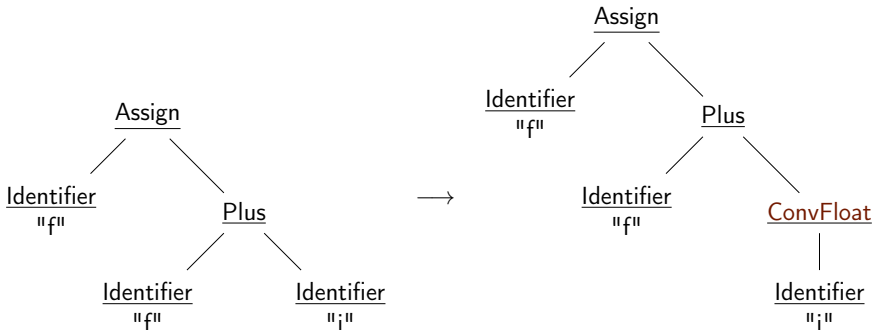 Assign
Identifier
"f"
Plus
Identifier
"f"
Identifier
"i"
→
Assign
Identifier
"f"
Plus
Identifier
"f"
ConvFloat
Identifier
"i"